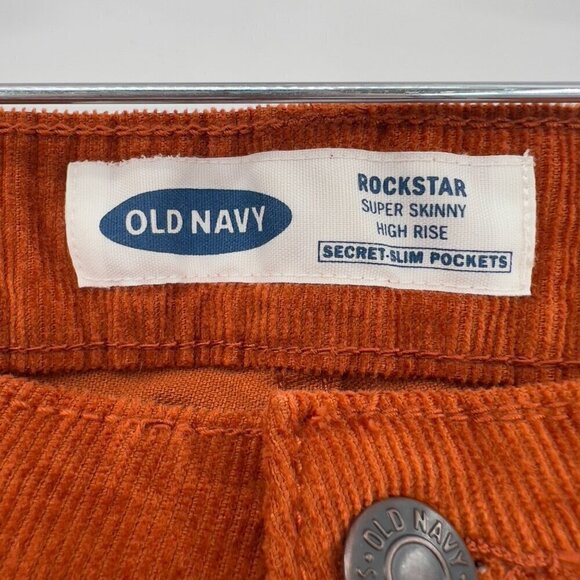 OLD NAVY
ROCKSTAR
SUPER SKINNY
HIGH RISE
SECRET-SLIM POCKETS
OLD NAVY